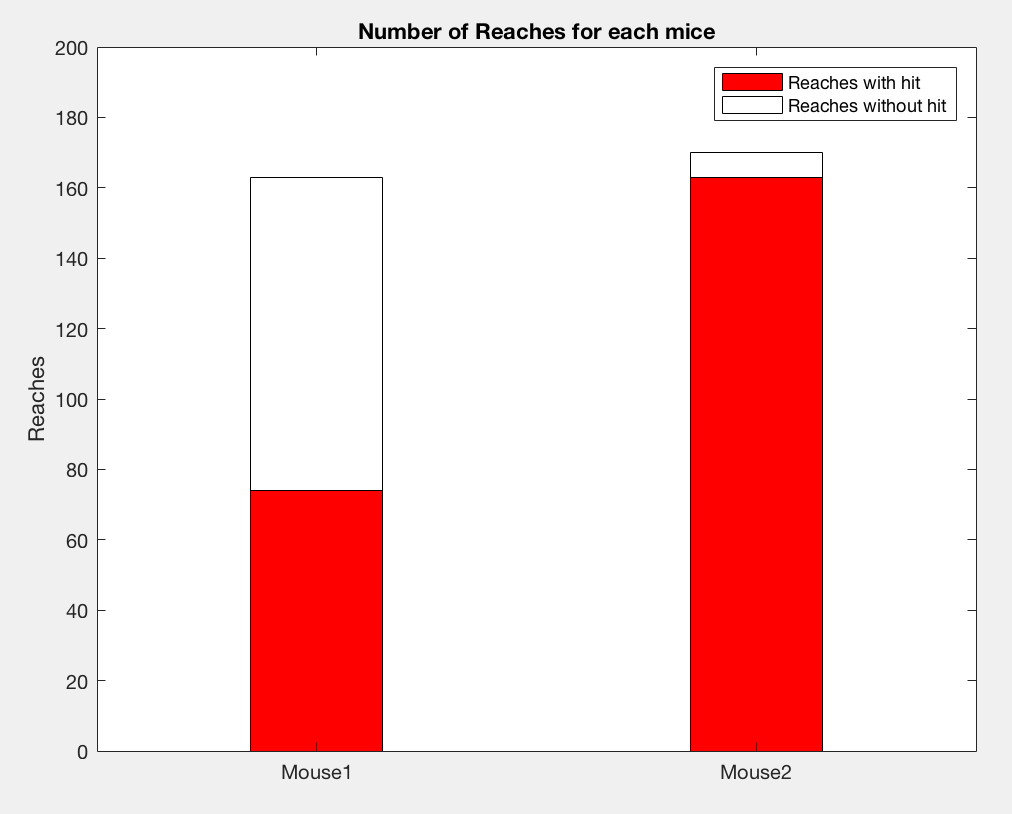 Number of Reaches for each mice
Reaches with hit
Reaches without hit
200
180
160
140
120
100
80
60
40
20
0
Reaches
Mouse1
Mouse2